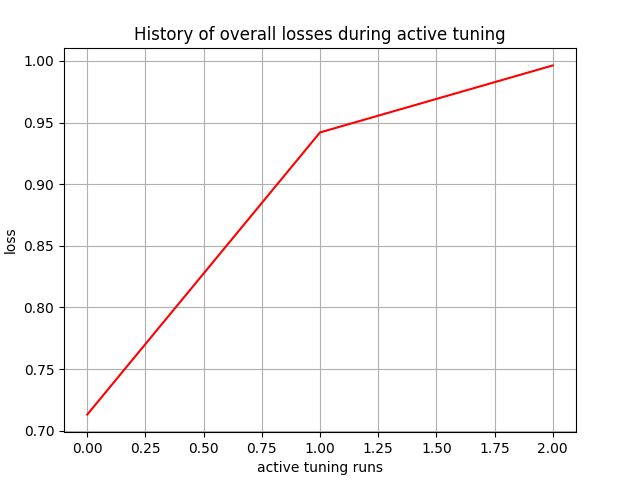 History of overall losses during active tuning
1.00
0.95
0.90
0.85
0.80
0.75
0.70
loss
0.00 0.25 0.50 0.75 1.00 1.25 1.50 1.75 2.00
active tuning runs